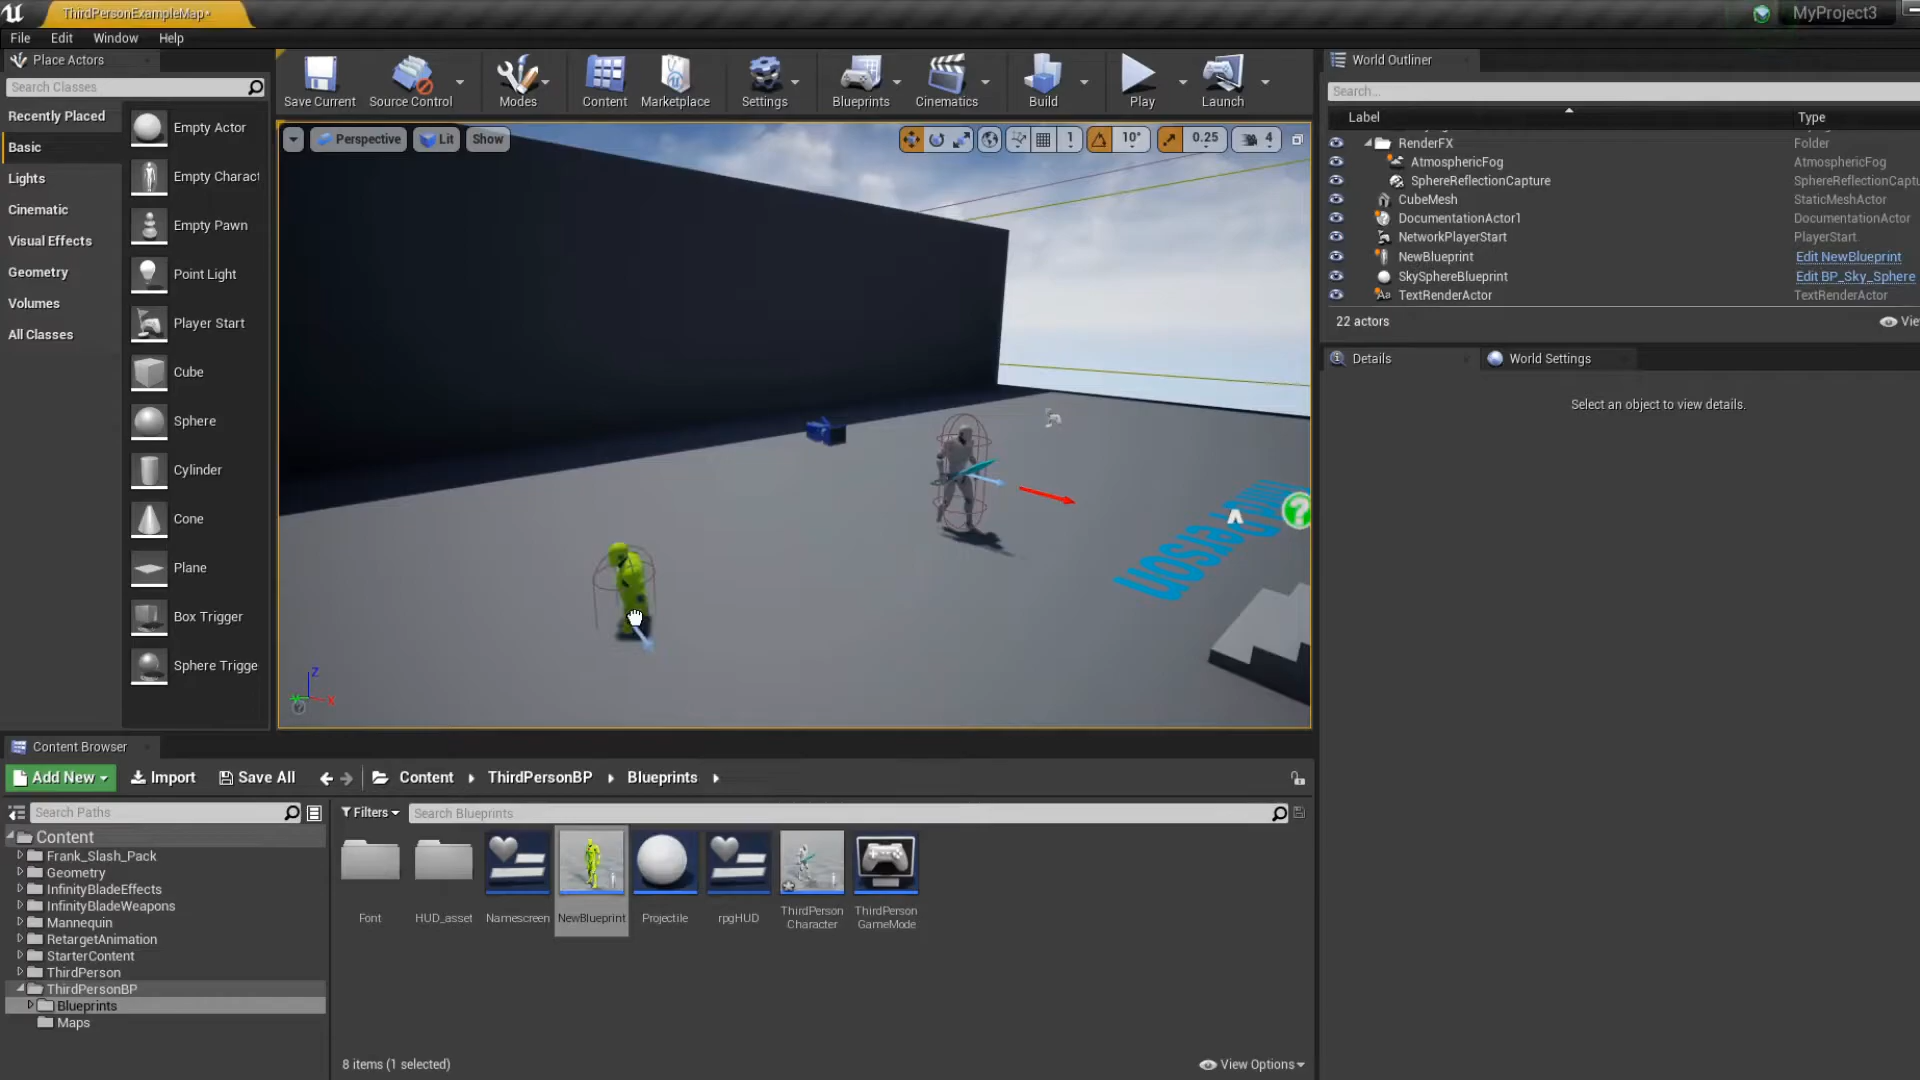 ThirdPersonExampleMap*
MyProject3
File Edit Window Help
Place Actors
Search Classes
Recently Placed
Basic
Lights
Cinematic
Visual Effects
Geometry
Volumes
All Classes
Empty Actor
Empty Charact
Empty Pawn
Point Light
Player Start
Cube
Sphere
Cylinder
Cone
Plane
Box Trigger
Sphere Trigge
Save Current
Source Control
Modes
Content
Marketplace
Settings
Blueprints
Cinematics
Build
Play
Launch
Perspective
Lit
Show
1
10°
0.25
4
Person
Z
X
World Outliner
Search...
Label Type
RenderFX Folder
AtmosphericFog AtmosphericFog
SphereReflectionCapture SphereReflectionCaptu
CubeMesh StaticMeshActor
DocumentationActor1 DocumentationActor
NetworkPlayerStart PlayerStart
NewBlueprint Edit NewBlueprint
SkySphereBlueprint Edit BP_Sky_Sphere
TextRenderActor TextRenderActor
22 actors
Vie
Details
World Settings
Select an object to view details.
Content Browser
Add New
Import
Save All
Content
ThirdPersonBP
Blueprints
Search Paths
Filters
Search Blueprints
Content
Frank_Slash_Pack
Geometry
InfinityBladeEffects
InfinityBladeWeapons
Mannequin
RetargetAnimation
StarterContent
ThirdPerson
ThirdPersonBP
Blueprints
Maps
Font
HUD_asset
Namescreen
NewBlueprint
Projectile
rpgHUD
ThirdPerson
Character
ThirdPerson
GameMode
8 items (1 selected)
View Options